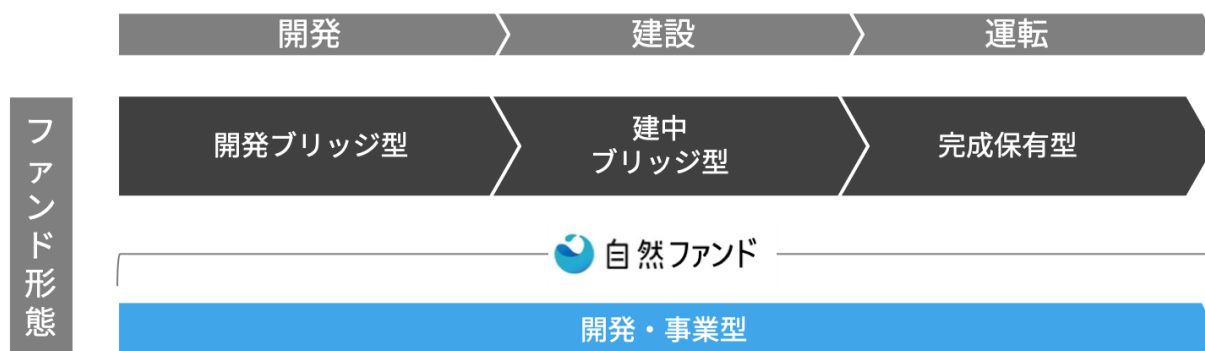 開発
建設
運転
ファンド形態
開発ブリッジ型
建中
ブリッジ型
完成保有型
自然ファンド
開発・事業型